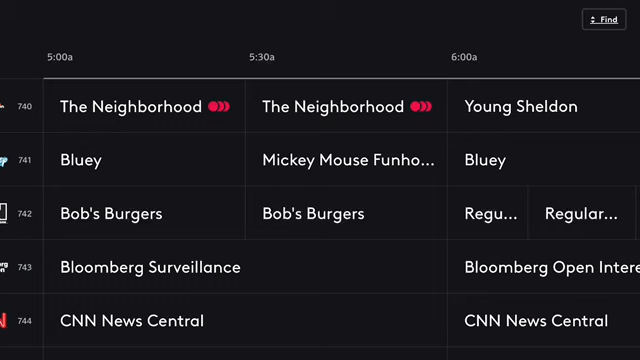 Find
5:00a 5:30a 6:00a
740 The Neighborhood The Neighborhood Young Sheldon
741 Bluey Mickey Mouse Funho... Bluey
742 Bob's Burgers Bob's Burgers Regu... Regular...
743 Bloomberg Surveillance Bloomberg Open Intere
744 CNN News Central CNN News Central